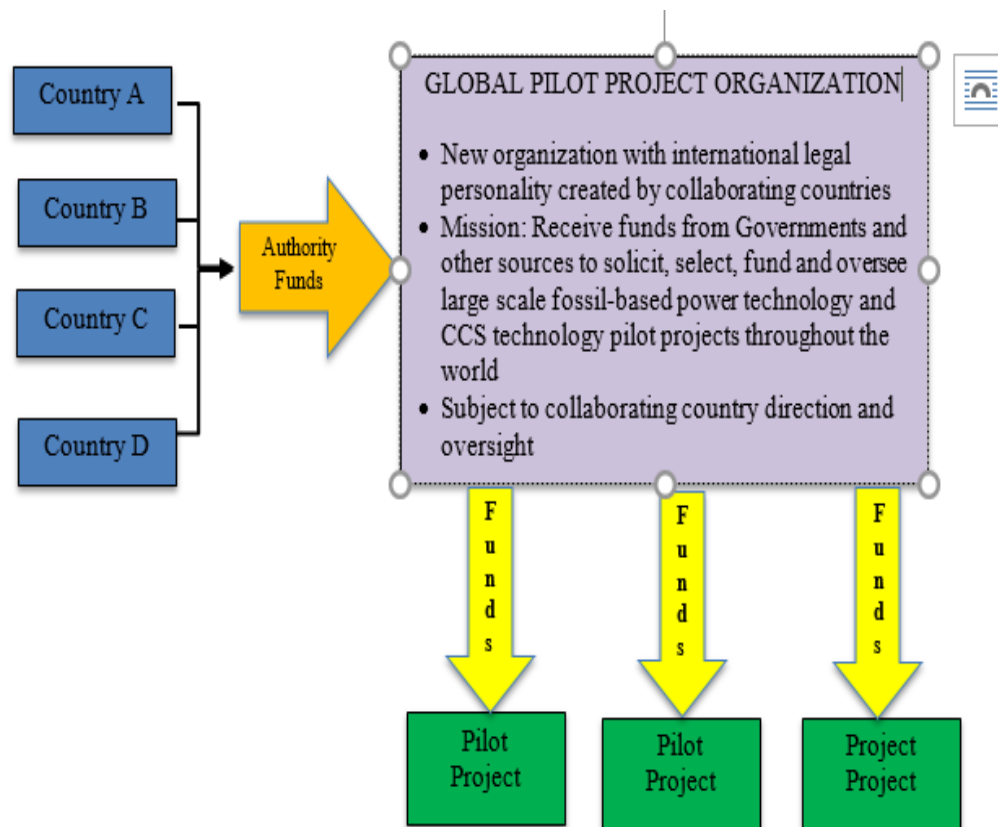 Country A
Country B
Country C
Country D
Authority
Funds
GLOBAL PILOT PROJECT ORGANIZATION
• New organization with international legal
personality created by collaborating countries
• Mission: Receive funds from Governments and
other sources to solicit, select, fund and oversee
large scale fossil-based power technology and
CCS technology pilot projects throughout the
world
• Subject to collaborating country direction and
oversight
Funds
Funds
Funds
Pilot
Project
Pilot
Project
Project
Project